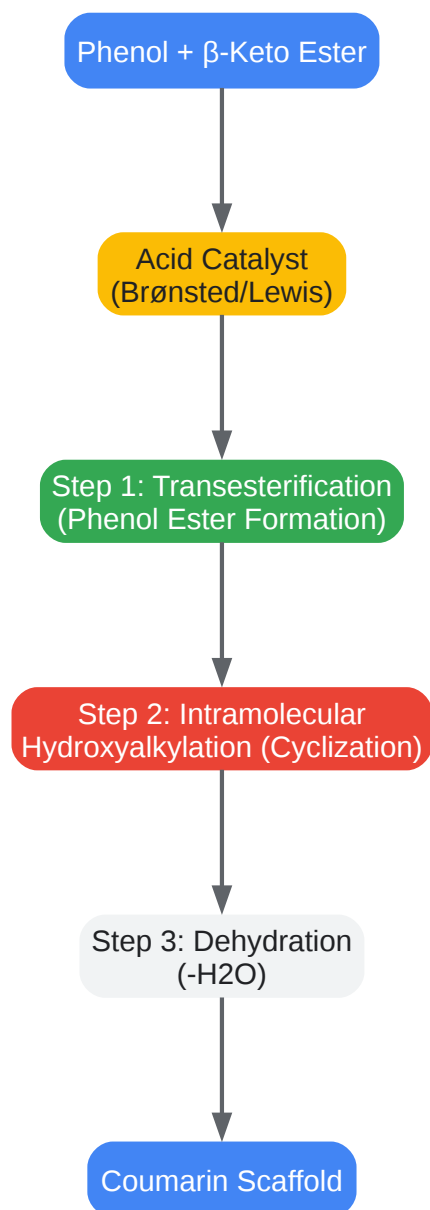 Phenol + β-Keto Ester
Acid Catalyst
(Brønsted/Lewis)
Step 1: Transesterification
(Phenol Ester Formation)
Step 2: Intramolecular
Hydroxyalkylation (Cyclization)
Step 3: Dehydration
(-H2O)
Coumarin Scaffold